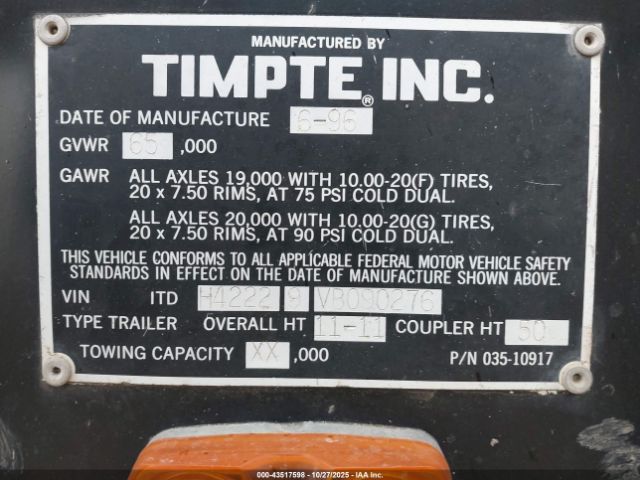 MANUFACTURED BY
TIMPTE® INC.
DATE OF MANUFACTURE 6-96
GVWR 65 ,000
GAWR ALL AXLES 19,000 WITH 10.00-20(F) TIRES,
20 x 7.50 RIMS, AT 75 PSI COLD DUAL.
ALL AXLES 20,000 WITH 10.00-20(G) TIRES,
20 x 7.50 RIMS, AT 90 PSI COLD DUAL.
THIS VEHICLE CONFORMS TO ALL APPLICABLE FEDERAL MOTOR VEHICLE SAFETY
STANDARDS IN EFFECT ON THE DATE OF MANUFACTURE SHOWN ABOVE.
VIN ITD H4222 9 VB090276
TYPE TRAILER OVERALL HT 11-11 COUPLER HT 50
TOWING CAPACITY XX ,000 P/N 035-10917
000-43517598 - 10/27/2025 - IAA Inc.